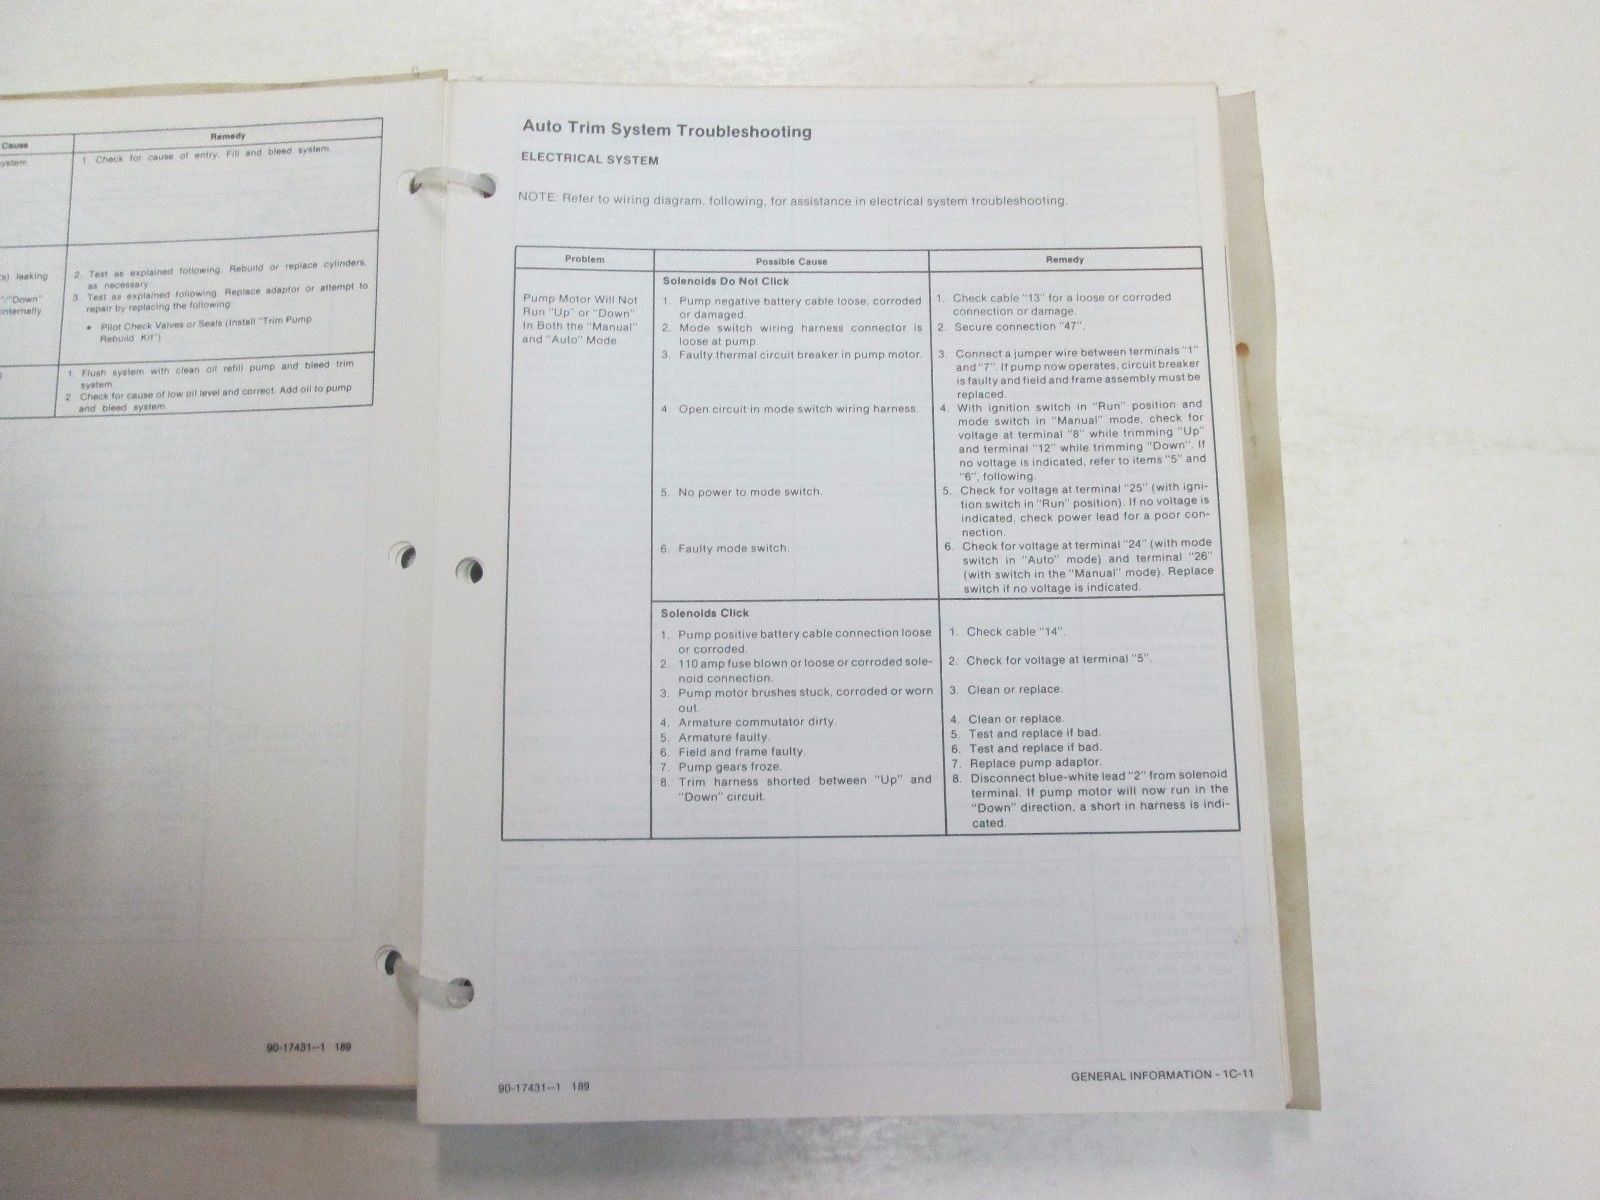 Cause
Remedy
ystem
1. Check for cause of entry. Fill and bleed system.
(s) leaking
"/"Down"
internally
2. Test as explained following. Rebuild or replace cylinders,
as necessary.
3. Test as explained following. Replace adaptor or attempt to
repair by replacing the following:
• Pilot Check Valves or Seals (Install "Trim Pump
Rebuild Kit")
1. Flush system with clean oil refill pump and bleed trim
system.
2. Check for cause of low oil level and correct. Add oil to pump
and bleed system.
90-17431--1 189
Auto Trim System Troubleshooting
ELECTRICAL SYSTEM
NOTE: Refer to wiring diagram, following, for assistance in electrical system troubleshooting.
Problem
Possible Cause
Remedy
Pump Motor Will Not
Run "Up" or "Down"
In Both the "Manual"
and "Auto" Mode
Solenoids Do Not Click
1. Pump negative battery cable loose, corroded
or damaged.
2. Mode switch wiring harness connector is
loose at pump.
3. Faulty thermal circuit breaker in pump motor.
4. Open circuit in mode switch wiring harness.
5. No power to mode switch.
6. Faulty mode switch.
1. Check cable "13" for a loose or corroded
connection or damage.
2. Secure connection "47".
3. Connect a jumper wire between terminals "1"
and "7". If pump now operates, circuit breaker
is faulty and field and frame assembly must be
replaced.
4. With ignition switch in "Run" position and
mode switch in "Manual" mode, check for
voltage at terminal "8" while trimming "Up"
and terminal "12" while trimming "Down". If
no voltage is indicated, refer to items "5" and
"6", following.
5. Check for voltage at terminal "25" (with igni-
tion switch in "Run" position). If no voltage is
indicated, check power lead for a poor con-
nection.
6. Check for voltage at terminal "24" (with mode
switch in "Auto" mode) and terminal "26"
(with switch in the "Manual" mode). Replace
switch if no voltage is indicated.
Solenoids Click
1. Pump positive battery cable connection loose
or corroded.
2. 110 amp fuse blown or loose or corroded sole-
noid connection.
3. Pump motor brushes stuck, corroded or worn
out.
4. Armature commutator dirty.
5. Armature faulty.
6. Field and frame faulty.
7. Pump gears froze.
8. Trim harness shorted between "Up" and
"Down" circuit.
1. Check cable "14".
2. Check for voltage at terminal "5".
3. Clean or replace.
4. Clean or replace.
5. Test and replace if bad.
6. Test and replace if bad.
7. Replace pump adaptor.
8. Disconnect blue-white lead "2" from solenoid
terminal. If pump motor will now run in the
"Down" direction, a short in harness is indi-
cated.
90-17431--1 189
GENERAL INFORMATION - 1C-11